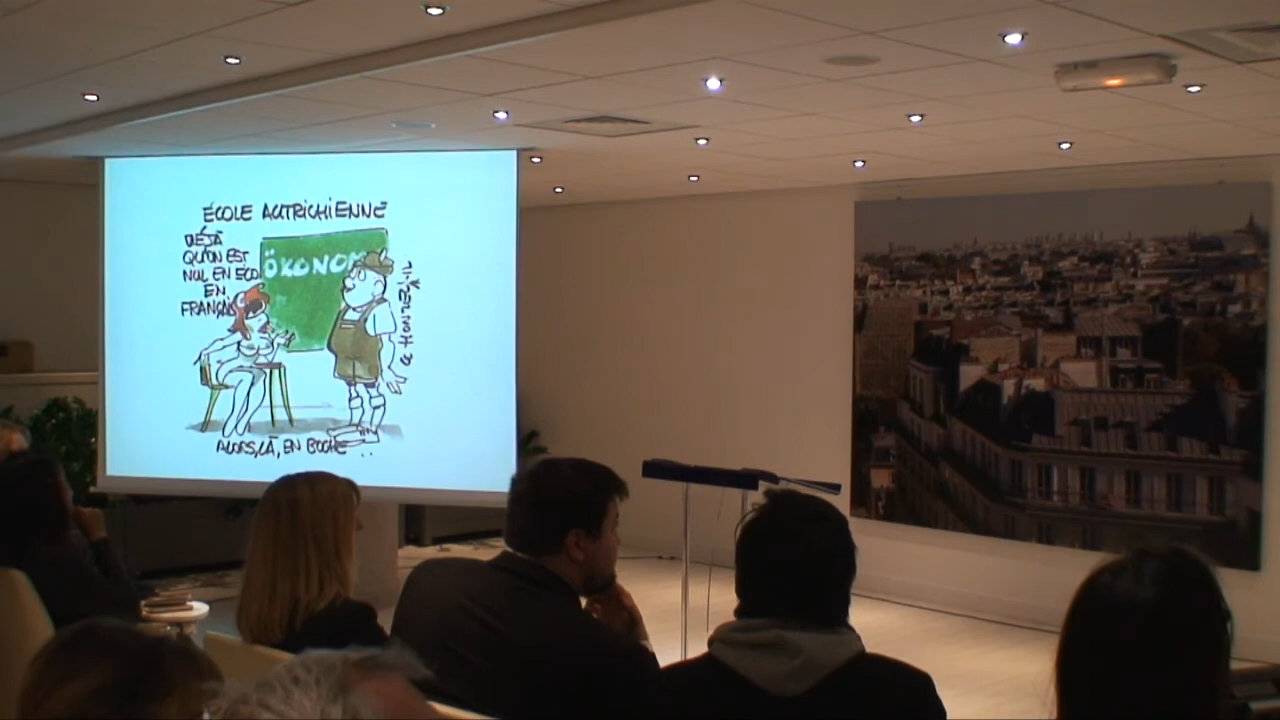 ÉCOLE AUTRICHIENNE
DÉJÀ
QU'ON EST
NUL EN ECO
EN
FRANÇAIS
ÖKONOM
ALORS, LÀ, EN BOCHE...